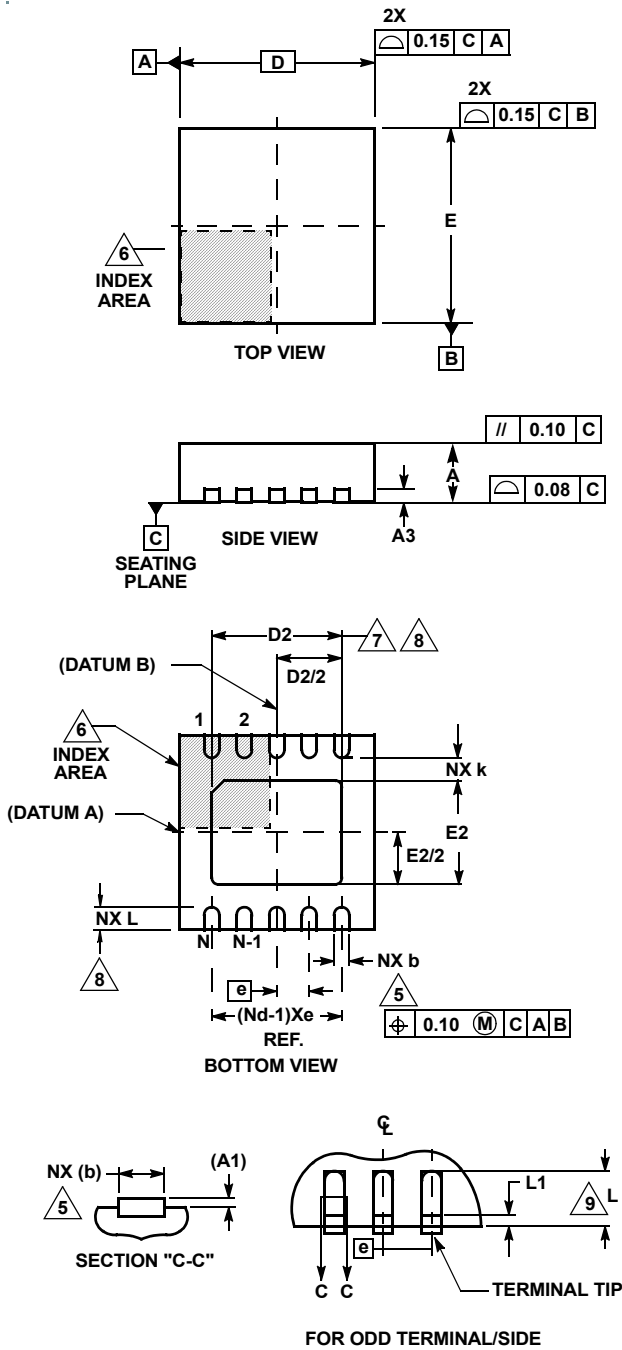 2X
0.15 C A
A
D
2X
0.15 C B
E
6
INDEX
AREA
TOP VIEW
B
// 0.10 C
A
0.08 C
A3
C
SIDE VIEW
SEATING
PLANE
D2
7 8
(DATUM B)
D2/2
1 2
6
INDEX
AREA
NX k
(DATUM A)
E2
E2/2
NX L
N N-1
8
NX b
e
5
(Nd-1)Xe
REF.
0.10 M C A B
BOTTOM VIEW
CL
NX (b)
(A1)
5
L1
9 L
SECTION "C-C"
e
C C
TERMINAL TIP
FOR ODD TERMINAL/SIDE